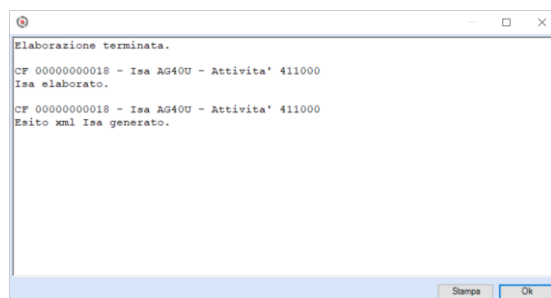 Elaborazione terminata.
CF 00000000018 - Isa AG40U - Attivita' 411000
Isa elaborato.
CF 00000000018 - Isa AG40U - Attivita' 411000
Esito xml Isa generato.
Stampa
Ok